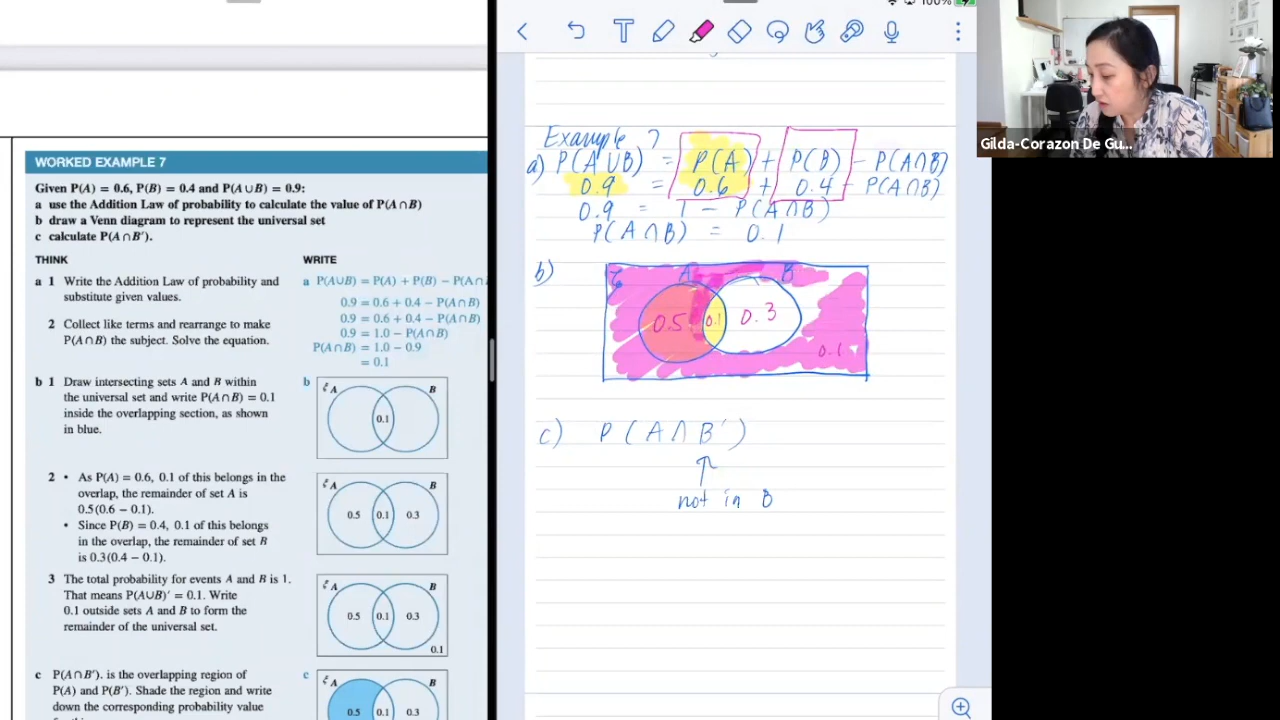 100%
WORKED EXAMPLE 7
Given P(A) = 0.6, P(B) = 0.4 and P(A∪B) = 0.9:
a use the Addition Law of probability to calculate the value of P(A∩B)
b draw a Venn diagram to represent the universal set
c calculate P(A∩B′).
THINK WRITE
a 1 Write the Addition Law of probability and substitute given values.
a P(A∪B) = P(A) + P(B) − P(A∩
0.9 = 0.6 + 0.4 − P(A∩B)
0.9 = 0.6 + 0.4 − P(A∩B)
2 Collect like terms and rearrange to make
P(A∩B) the subject. Solve the equation.
0.9 = 1.0 − P(A∩B)
P(A∩B) = 1.0 − 0.9
= 0.1
b 1 Draw intersecting sets A and B within
the universal set and write P(A∩B) = 0.1
inside the overlapping section, as shown
in blue.
b
ξ A B
0.1
2 • As P(A) = 0.6, 0.1 of this belongs in the
overlap, the remainder of set A is
0.5(0.6 − 0.1).
• Since P(B) = 0.4, 0.1 of this belongs
in the overlap, the remainder of set B
is 0.3(0.4 − 0.1).
ξ A B
0.5 0.1 0.3
3 The total probability for events A and B is 1.
That means P(A∪B)′ = 0.1. Write
0.1 outside sets A and B to form the
remainder of the universal set.
ξ A B
0.5 0.1 0.3
0.1
c P(A∩B′). is the overlapping region of
P(A) and P(B′). Shade the region and write
down the corresponding probability value
c
ξ A B
0.5 0.1 0.3
Example 7
a) P(A∪B) = P(A) + P(B) − P(A∩B)
0.9 = 0.6 + 0.4 − P(A∩B)
0.9 = 1 − P(A∩B)
P(A∩B) = 0.1
b)
ξ A B
0.5 0.1 0.3
0.1
c) P(A∩B′)
not in B
Gilda-Corazon De Gu...